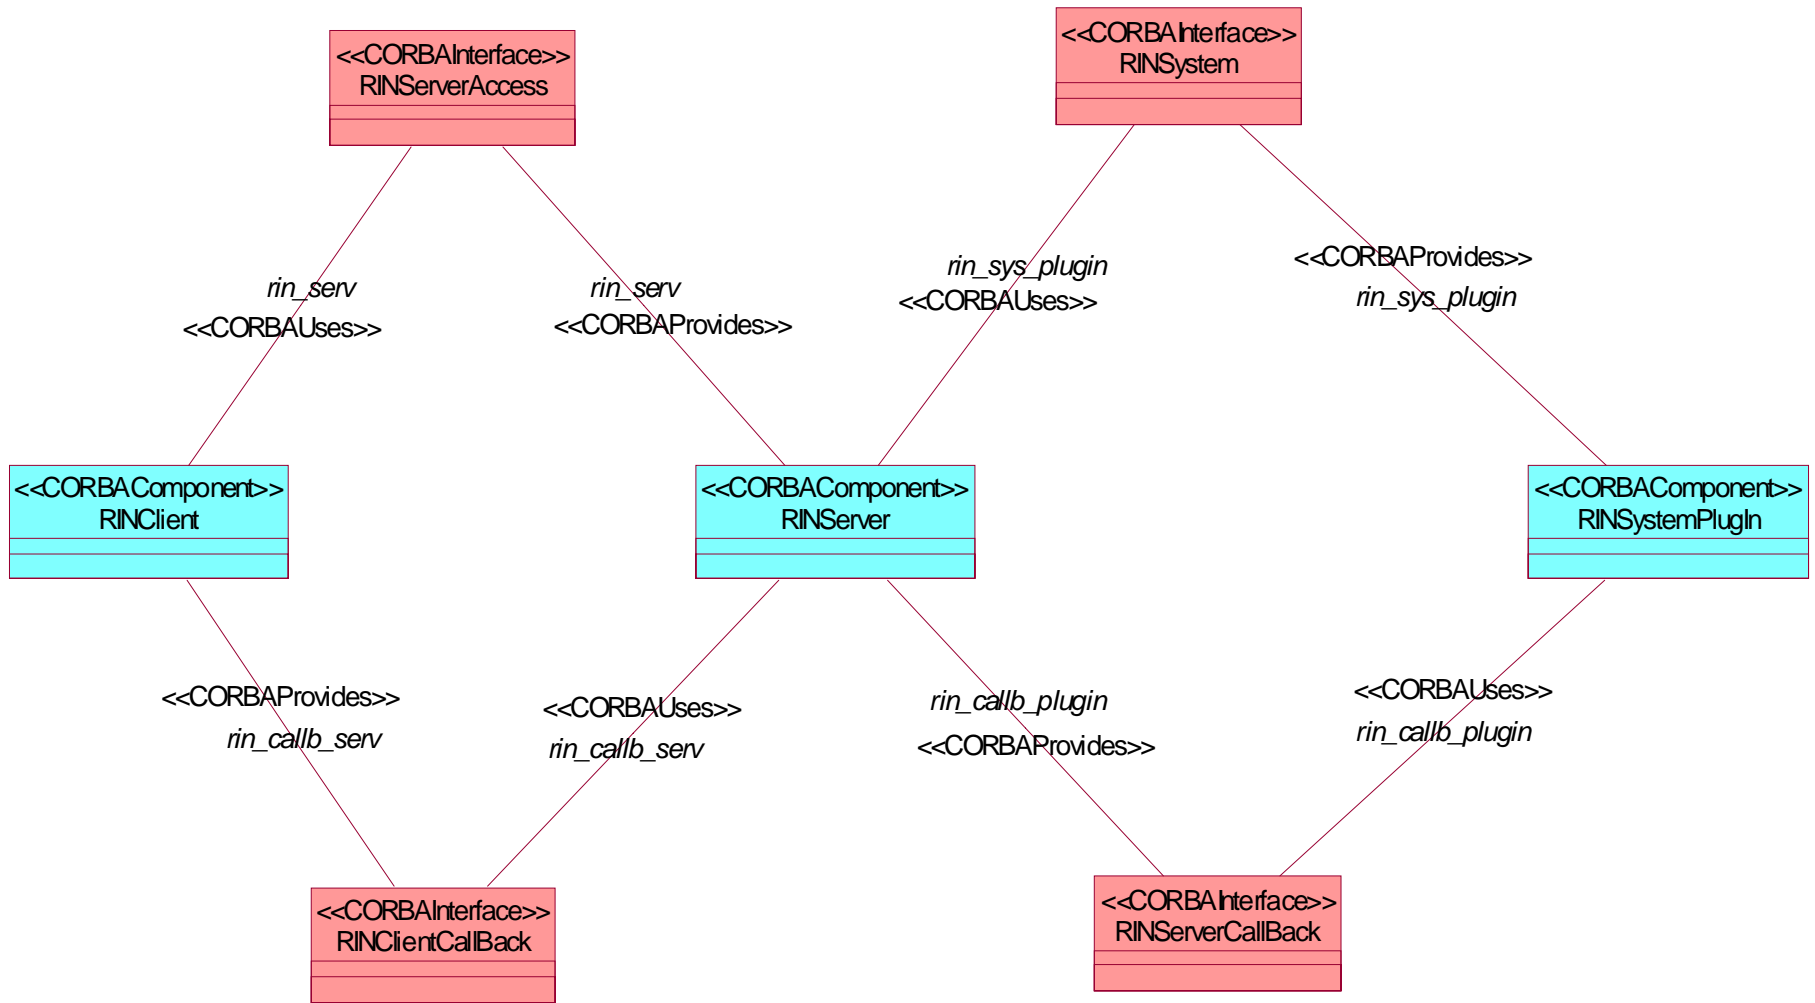 <<CORBAInterface>>
RINServerAccess
<<CORBAInterface>>
RINSystem
rin_serv
<<CORBAUses>>
rin_serv
<<CORBAProvides>>
rin_sys_plugin
<<CORBAUses>>
<<CORBAProvides>>
rin_sys_plugin
<<CORBAComponent>>
RINClient
<<CORBAComponent>>
RINServer
<<CORBAComponent>>
RINSystemPlugIn
<<CORBAProvides>>
rin_callb_serv
<<CORBAUses>>
rin_callb_serv
rin_callb_plugin
<<CORBAProvides>>
<<CORBAUses>>
rin_callb_plugin
<<CORBAInterface>>
RINClientCallBack
<<CORBAInterface>>
RINServerCallBack